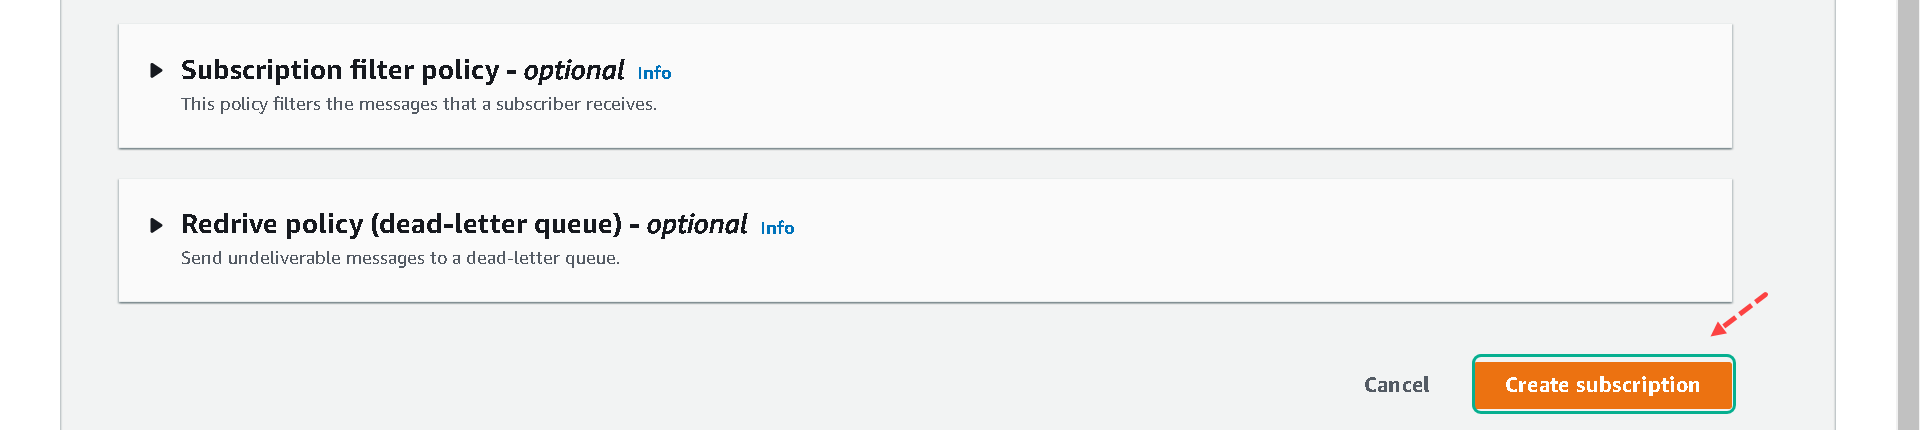 Subscription filter policy - optional Info
This policy filters the messages that a subscriber receives.
Redrive policy (dead-letter queue) - optional Info
Send undeliverable messages to a dead-letter queue.
Cancel Create subscription